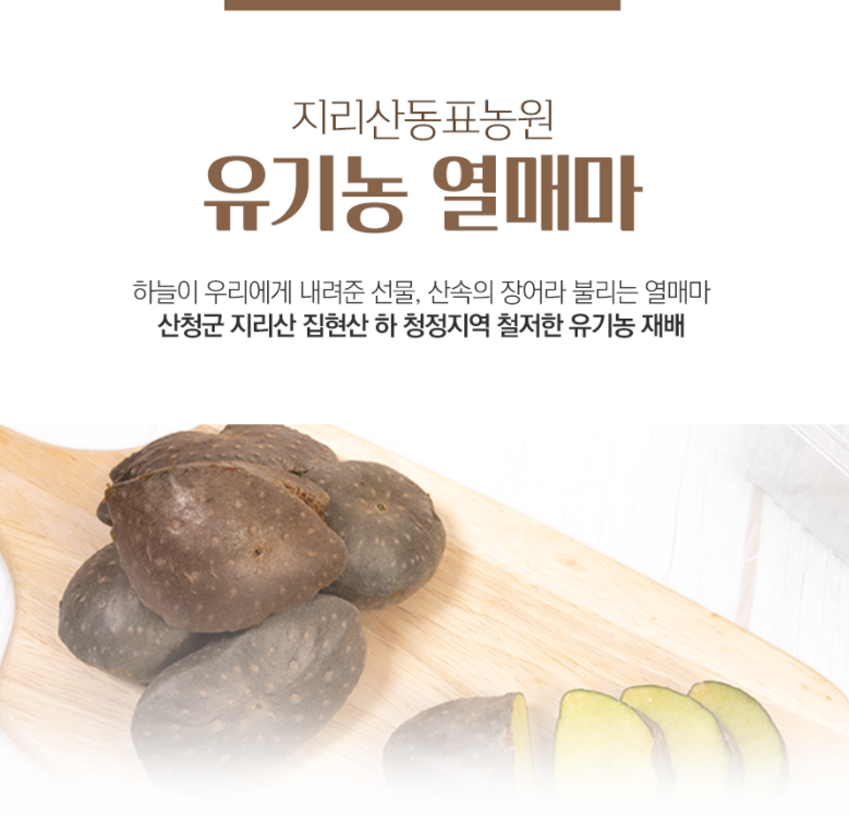 지리산동표농원
유기농 열매마
하늘이 우리에게 내려준 선물, 산속의 장어라 불리는 열매마
산청군 지리산 집현산 하 청정지역 철저한 유기농 재배